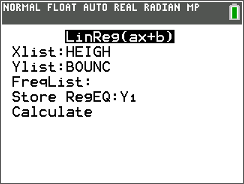 NORMAL FLOAT AUTO REAL RADIAN MP
LinReg(ax+b)
Xlist:HEIGH
Ylist:BOUNC
FreqList:
Store RegEQ:Y₁
Calculate